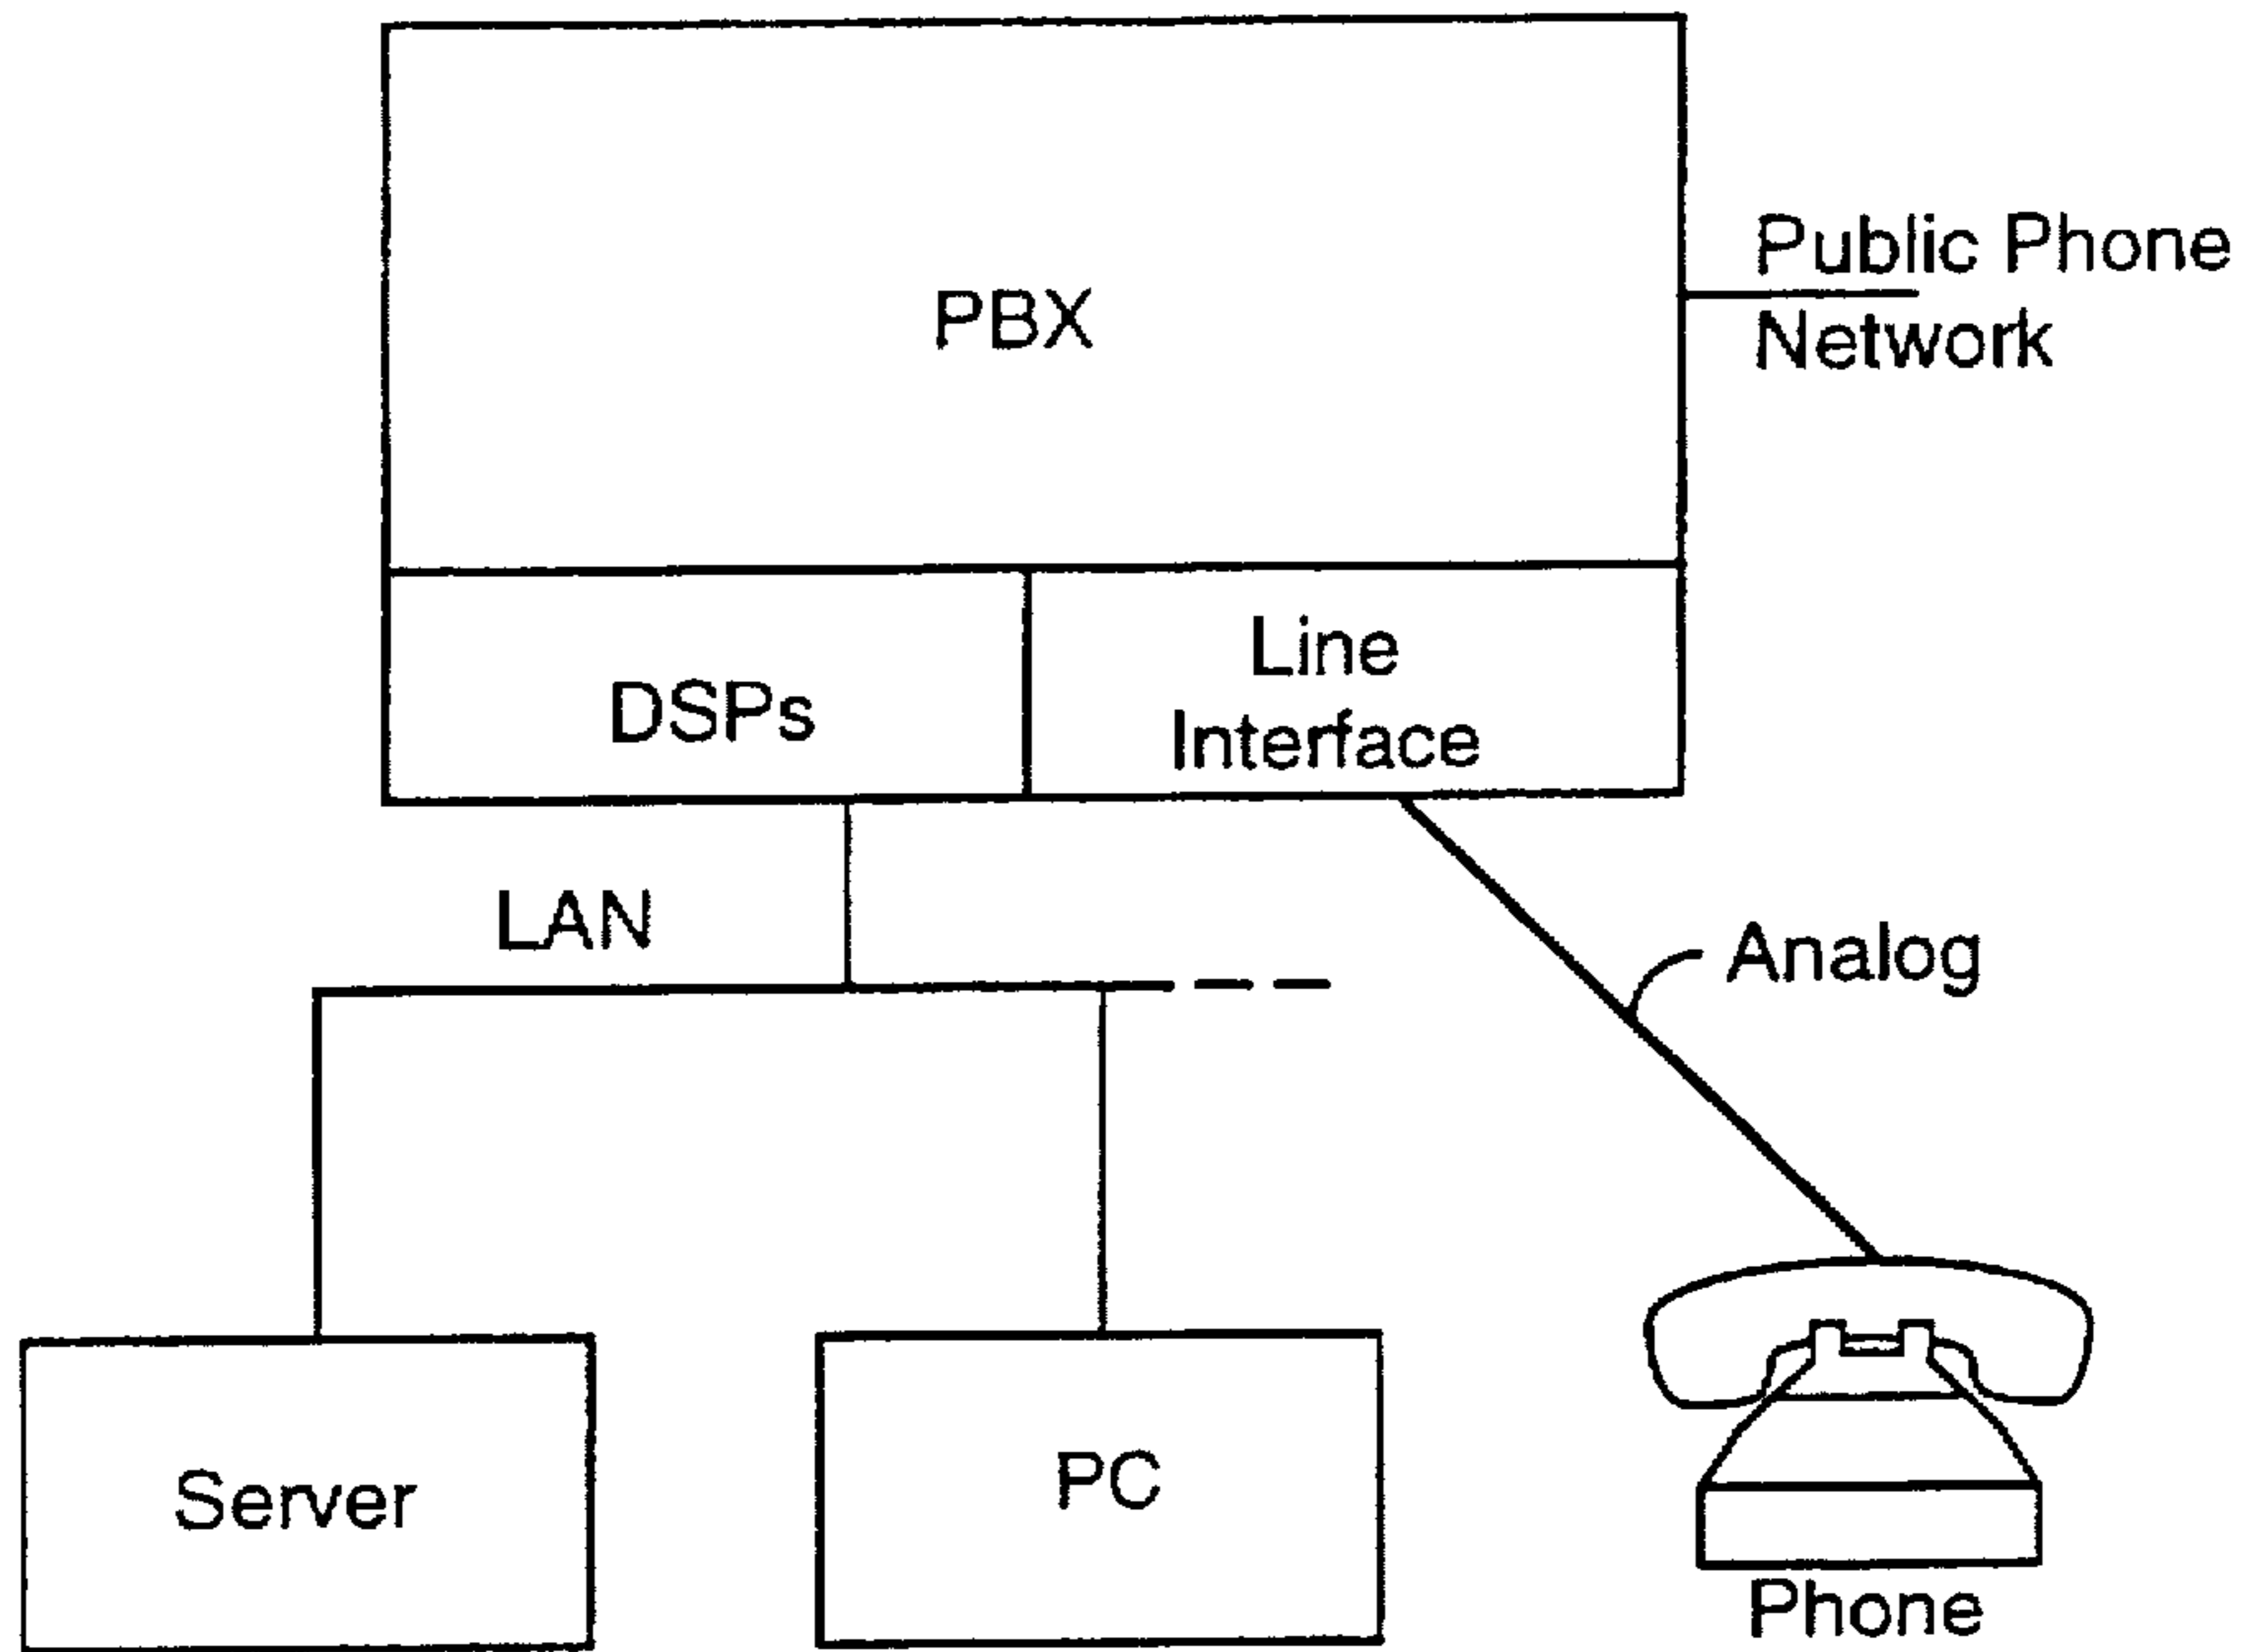 PBX
Public Phone
Network
DSPs
Line
Interface
LAN
Analog
Server
PC
Phone